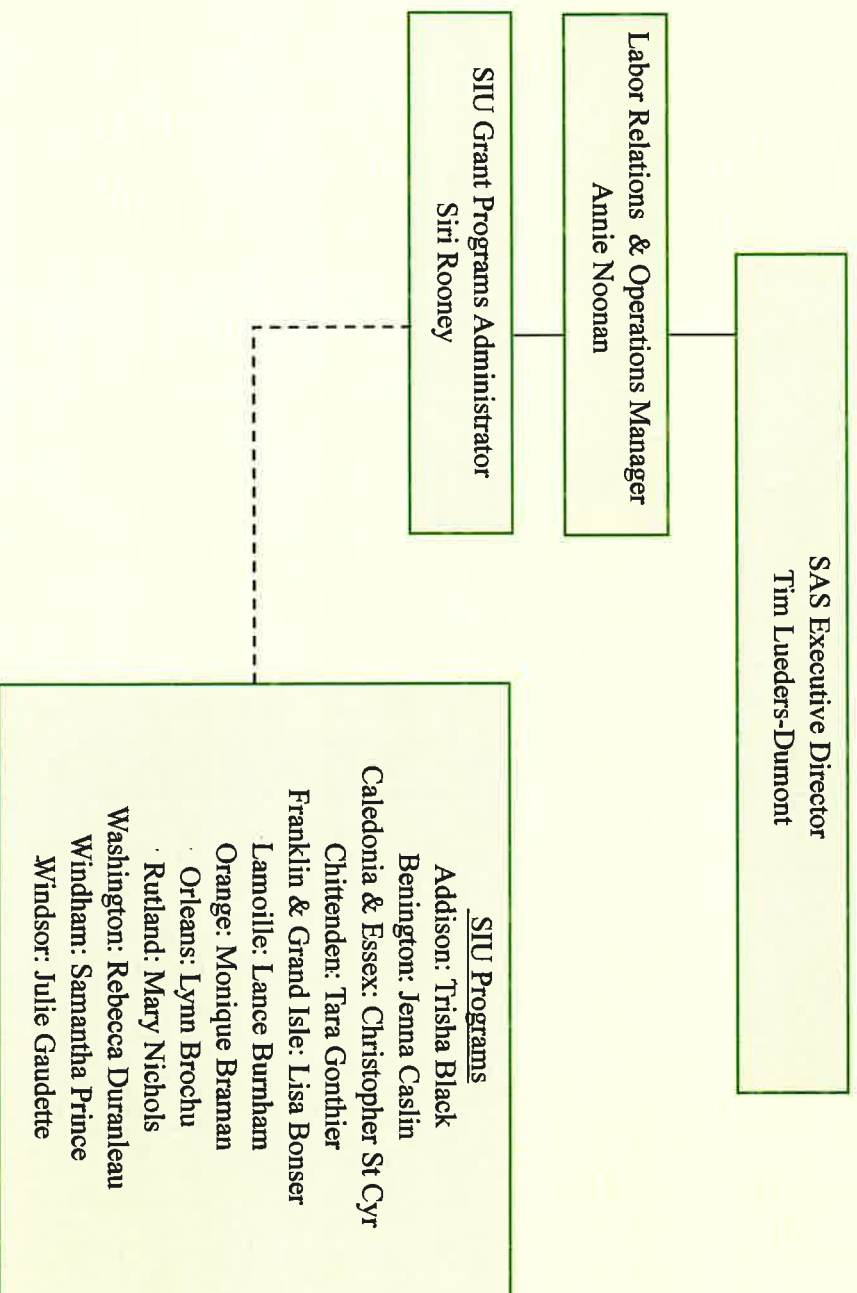 SAS Executive Director
Tim Lueders-Dumont
Labor Relations & Operations Manager
Annie Noonan
SIU Grant Programs Administrator
Siri Rooney
SIU Programs
Addison: Trisha Black
Benington: Jenna Caslin
Caledonia & Essex: Christopher St Cyr
Chittenden: Tara Gonthier
Franklin & Grand Isle: Lisa Bonser
Lamoille: Lance Burnham
Orange: Monique Braman
Orleans: Lynn Brochu
Rutland: Mary Nichols
Washington: Rebecca Duranleau
Windham: Samantha Prince
Windsor: Julie Gaudette